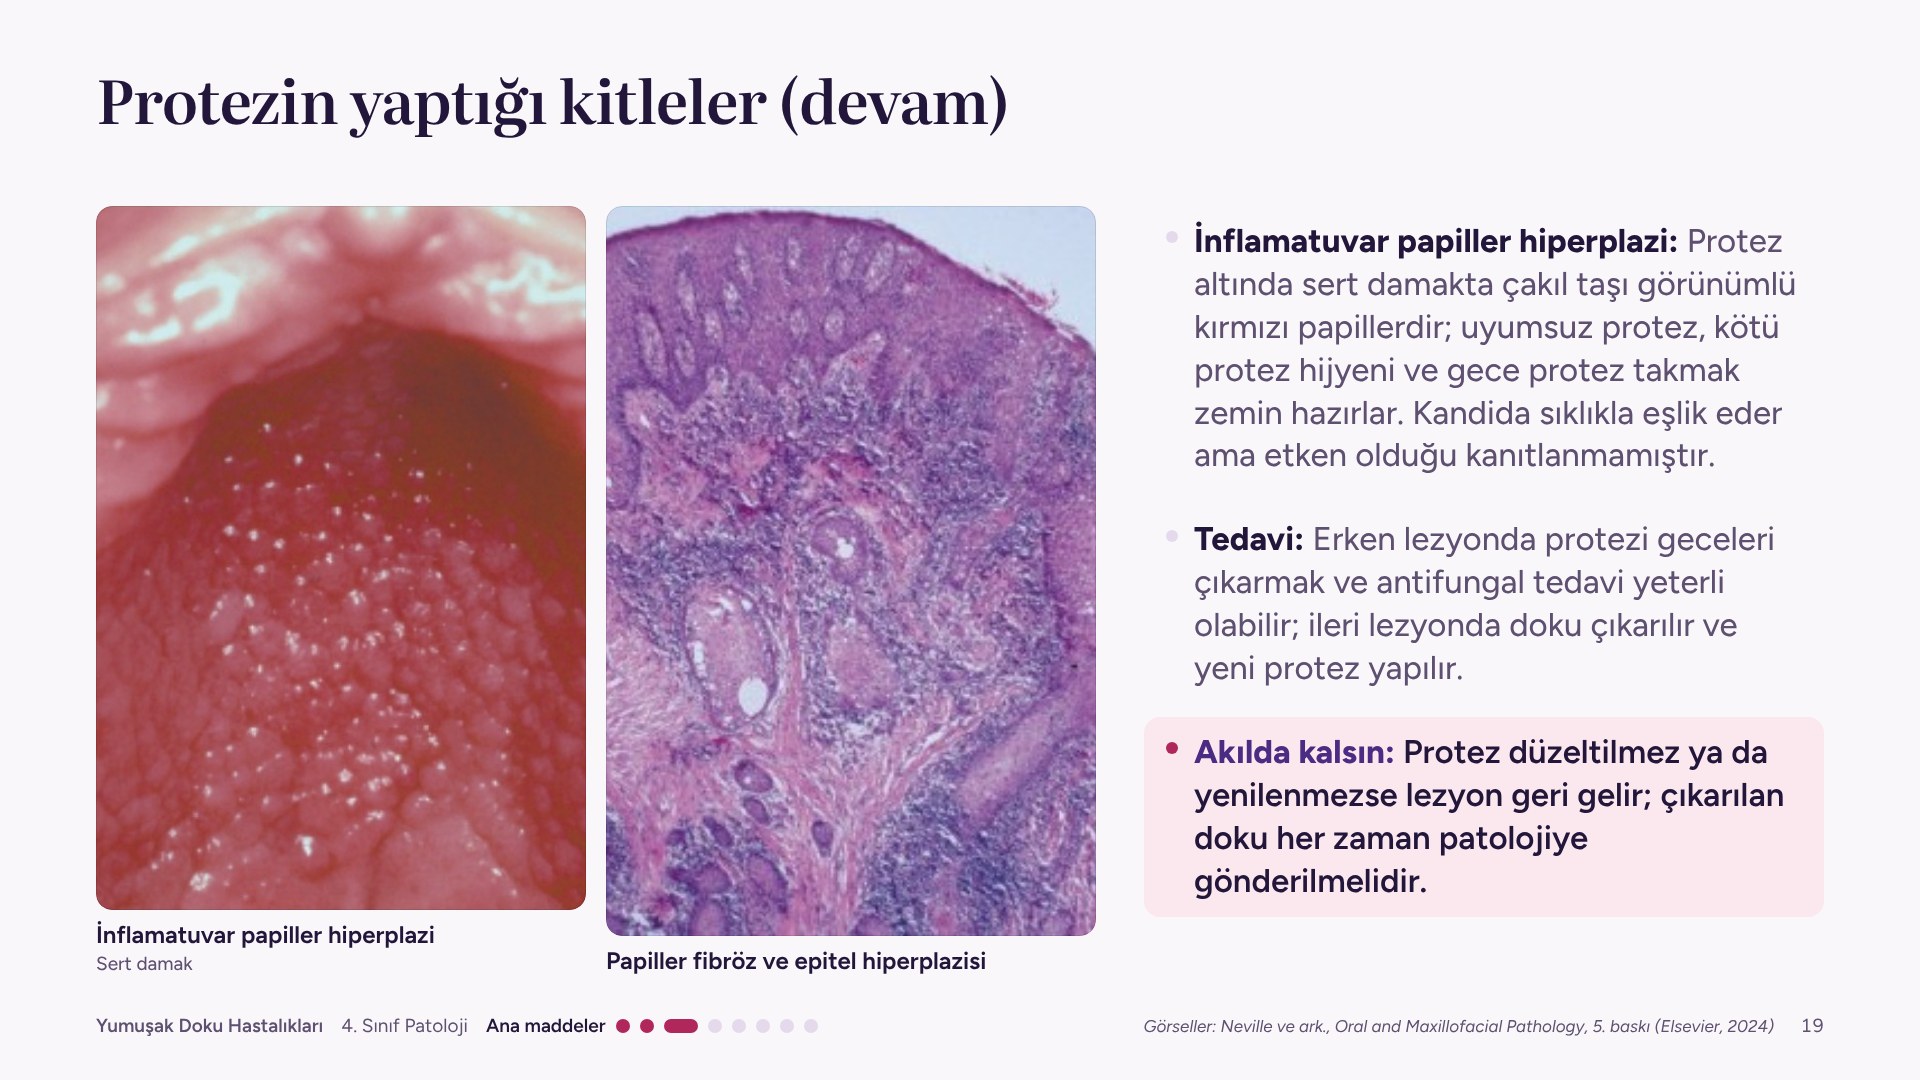 Protezin yaptığı kitleler (devam)
İnflamatuvar papiller hiperplazi
Sert damak
Papiller fibröz ve epitel hiperplazisi
İnflamatuvar papiller hiperplazi: Protez
altında sert damakta çakıl taşı görünümlü
kırmızı papillerdir; uyumsuz protez, kötü
protez hijyeni ve gece protez takmak
zemin hazırlar. Kandida sıklıkla eşlik eder
ama etken olduğu kanıtlanmamıştır.
Tedavi: Erken lezyonda protezi geceleri
çıkarmak ve antifungal tedavi yeterli
olabilir; ileri lezyonda doku çıkarılır ve
yeni protez yapılır.
Akılda kalsın: Protez düzeltilmez ya da
yenilenmezse lezyon geri gelir; çıkarılan
doku her zaman patolojiye
gönderilmelidir.
Yumuşak Doku Hastalıkları 4. Sınıf Patoloji Ana maddeler
Görseller: Neville ve ark., Oral and Maxillofacial Pathology, 5. baskı (Elsevier, 2024) 19